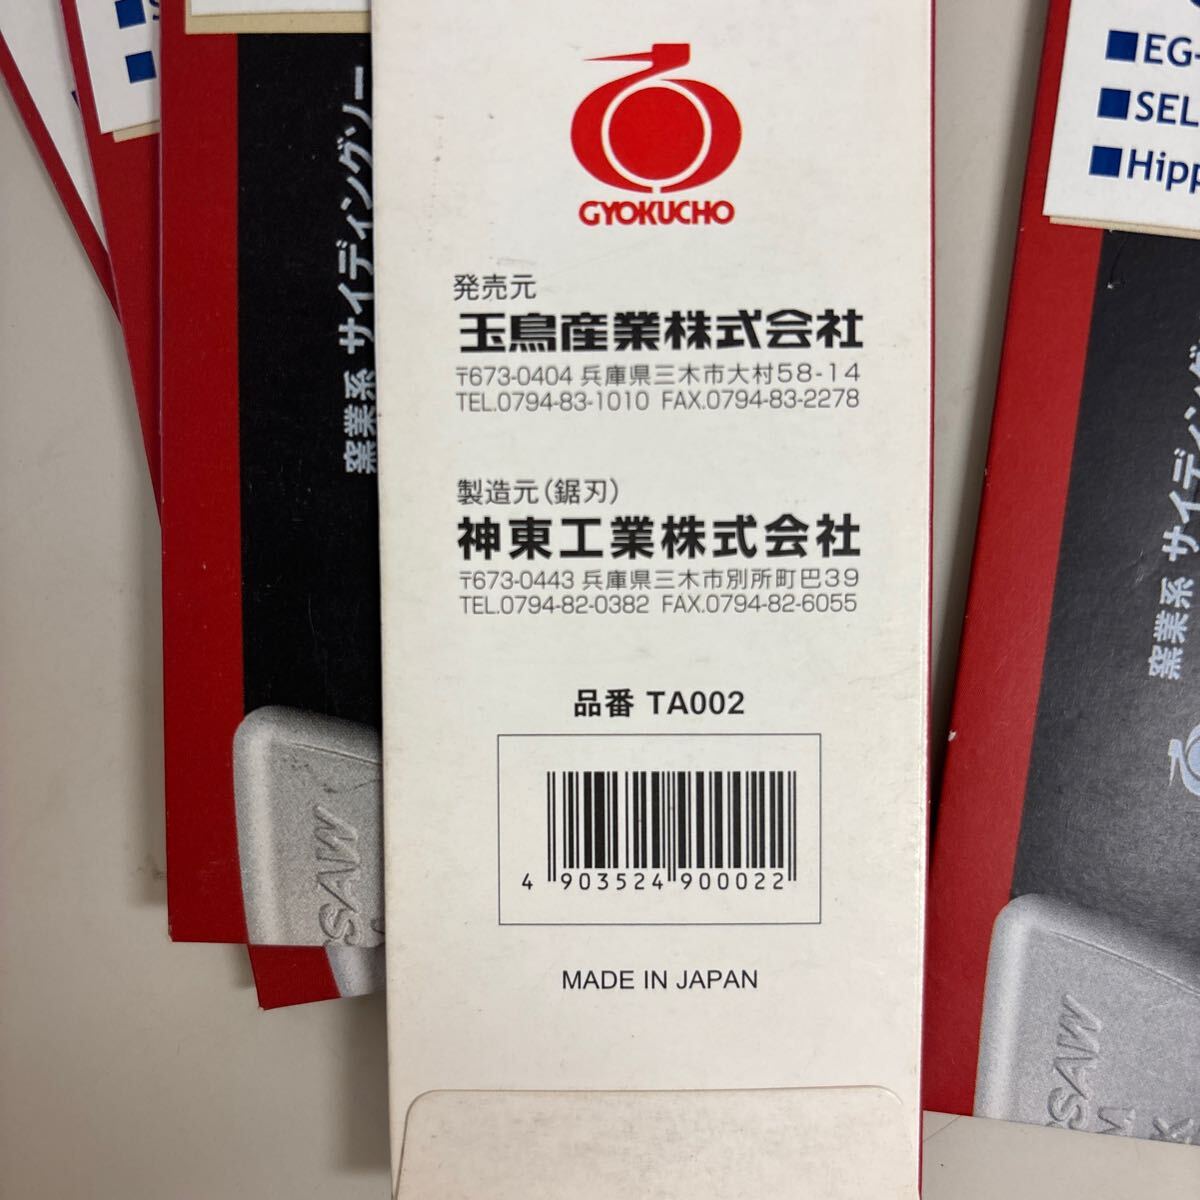 GYOKUCHO
発売元
玉鳥産業株式会社
〒673-0404 兵庫県三木市大村58-14
TEL.0794-83-1010 FAX.0794-83-2278
製造元(鋸刃)
神東工業株式会社
〒673-0443 兵庫県三木市別所町巴39
TEL.0794-82-0382 FAX.0794-82-6055
品番 TA002
4 903524 900022
MADE IN JAPAN
窯業系 サイディングソー
■EG-
■SEL
■Hipp
窯業系 サイディング